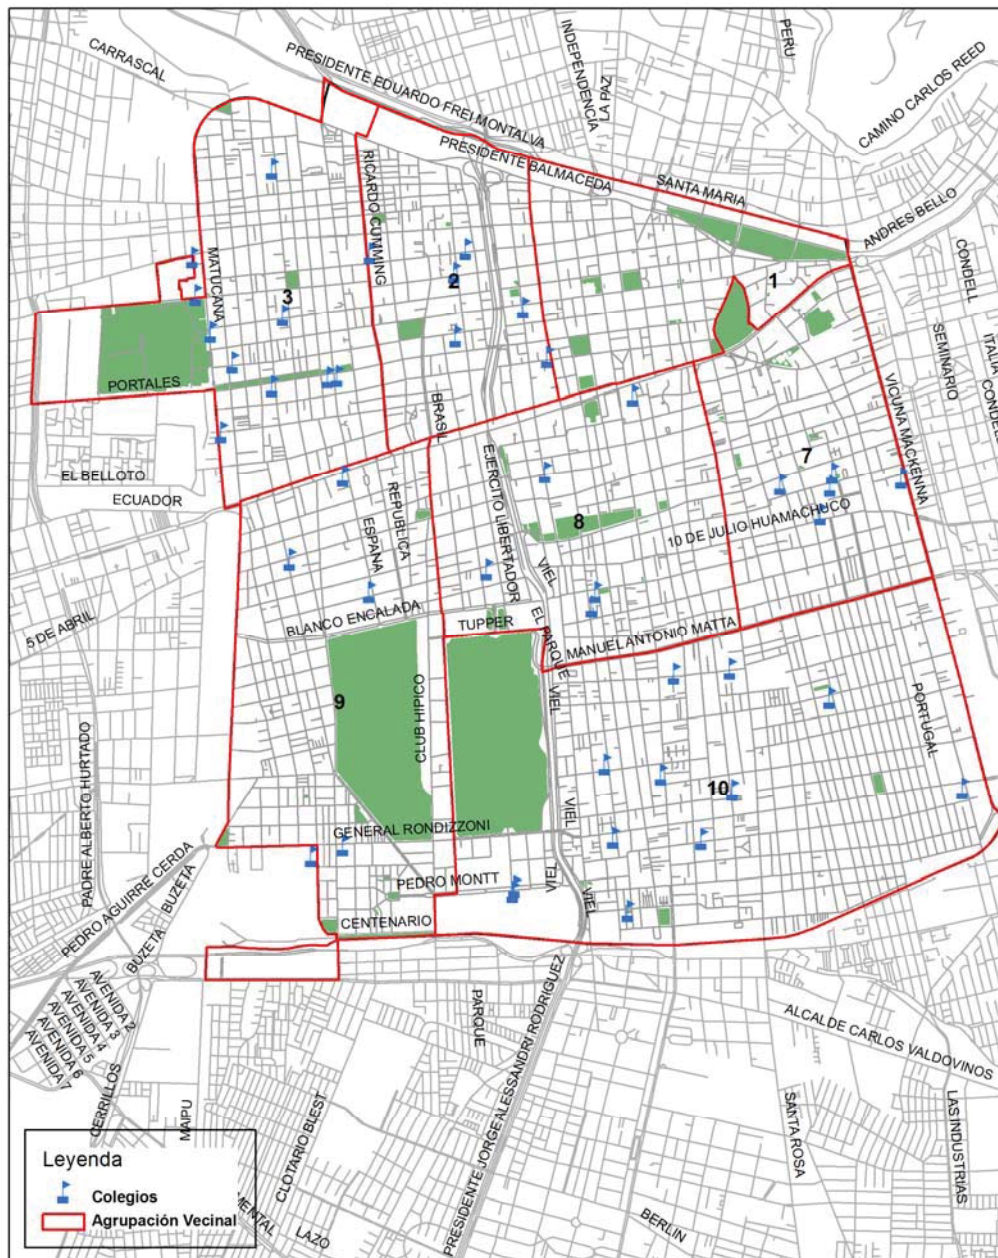 CARRASCAL
PRESIDENTE EDUARDO FREI MONTALVA
INDEPENDENCIA
LA PAZ
PERU
CAMINO CARLOS REED
PRESIDENTE BALMACEDA
SANTA MARIA
ANDRES BELLO
RICARDO CUMMING
MATUCANA
CONDELL
1
2
3
SEMINARIO
ITALIA
CONDELL
PORTALES
BRASIL
VICUNA MACKENNA
EJERCITO LIBERTADOR
7
EL BELLOTO
ECUADOR
REPUBLICA
ESPANA
8
10 DE JULIO HUAMACHUCO
VIEL
5 DE ABRIL
BLANCO ENCALADA
TUPPER
EL PARQUE
MANUEL ANTONIO MATTA
VIEL
PORTUGAL
9
CLUB HIPICO
PADRE ALBERTO HURTADO
10
VIEL
GENERAL RONDIZZONI
PEDRO AGUIRRE CERDA
BUZETA
PEDRO MONTT
VIEL
VIEL
CENTENARIO
BUZETA
AVENIDA 2
AVENIDA 3
AVENIDA 4
AVENIDA 5
AVENIDA 6
AVENIDA 7
PARQUE
PRESIDENTE JORGE ALESSANDRI RODRIGUEZ
ALCALDE CARLOS VALDOVINOS
CERRILLOS
MAIPU
CLOTARIO BLEST
SANTA ROSA
LAS INDUSTRIAS
Leyenda
Colegios
Agrupación Vecinal
MENTAL
LAZO
BERLIN